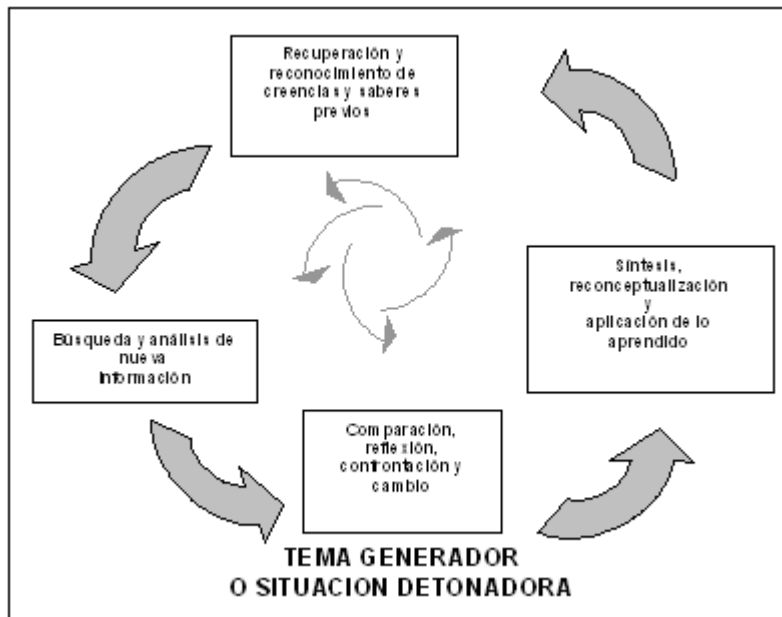 Recuperación y
reconocimiento de
creencias y saberes
previos
Búsqueda y análisis de
nueva
información
Comparación,
reflexión,
confrontación y
cambio
Síntesis,
reconceptualización
y
aplicación de lo
aprendido
TEMA GENERADOR
O SITUACION DETONADORA